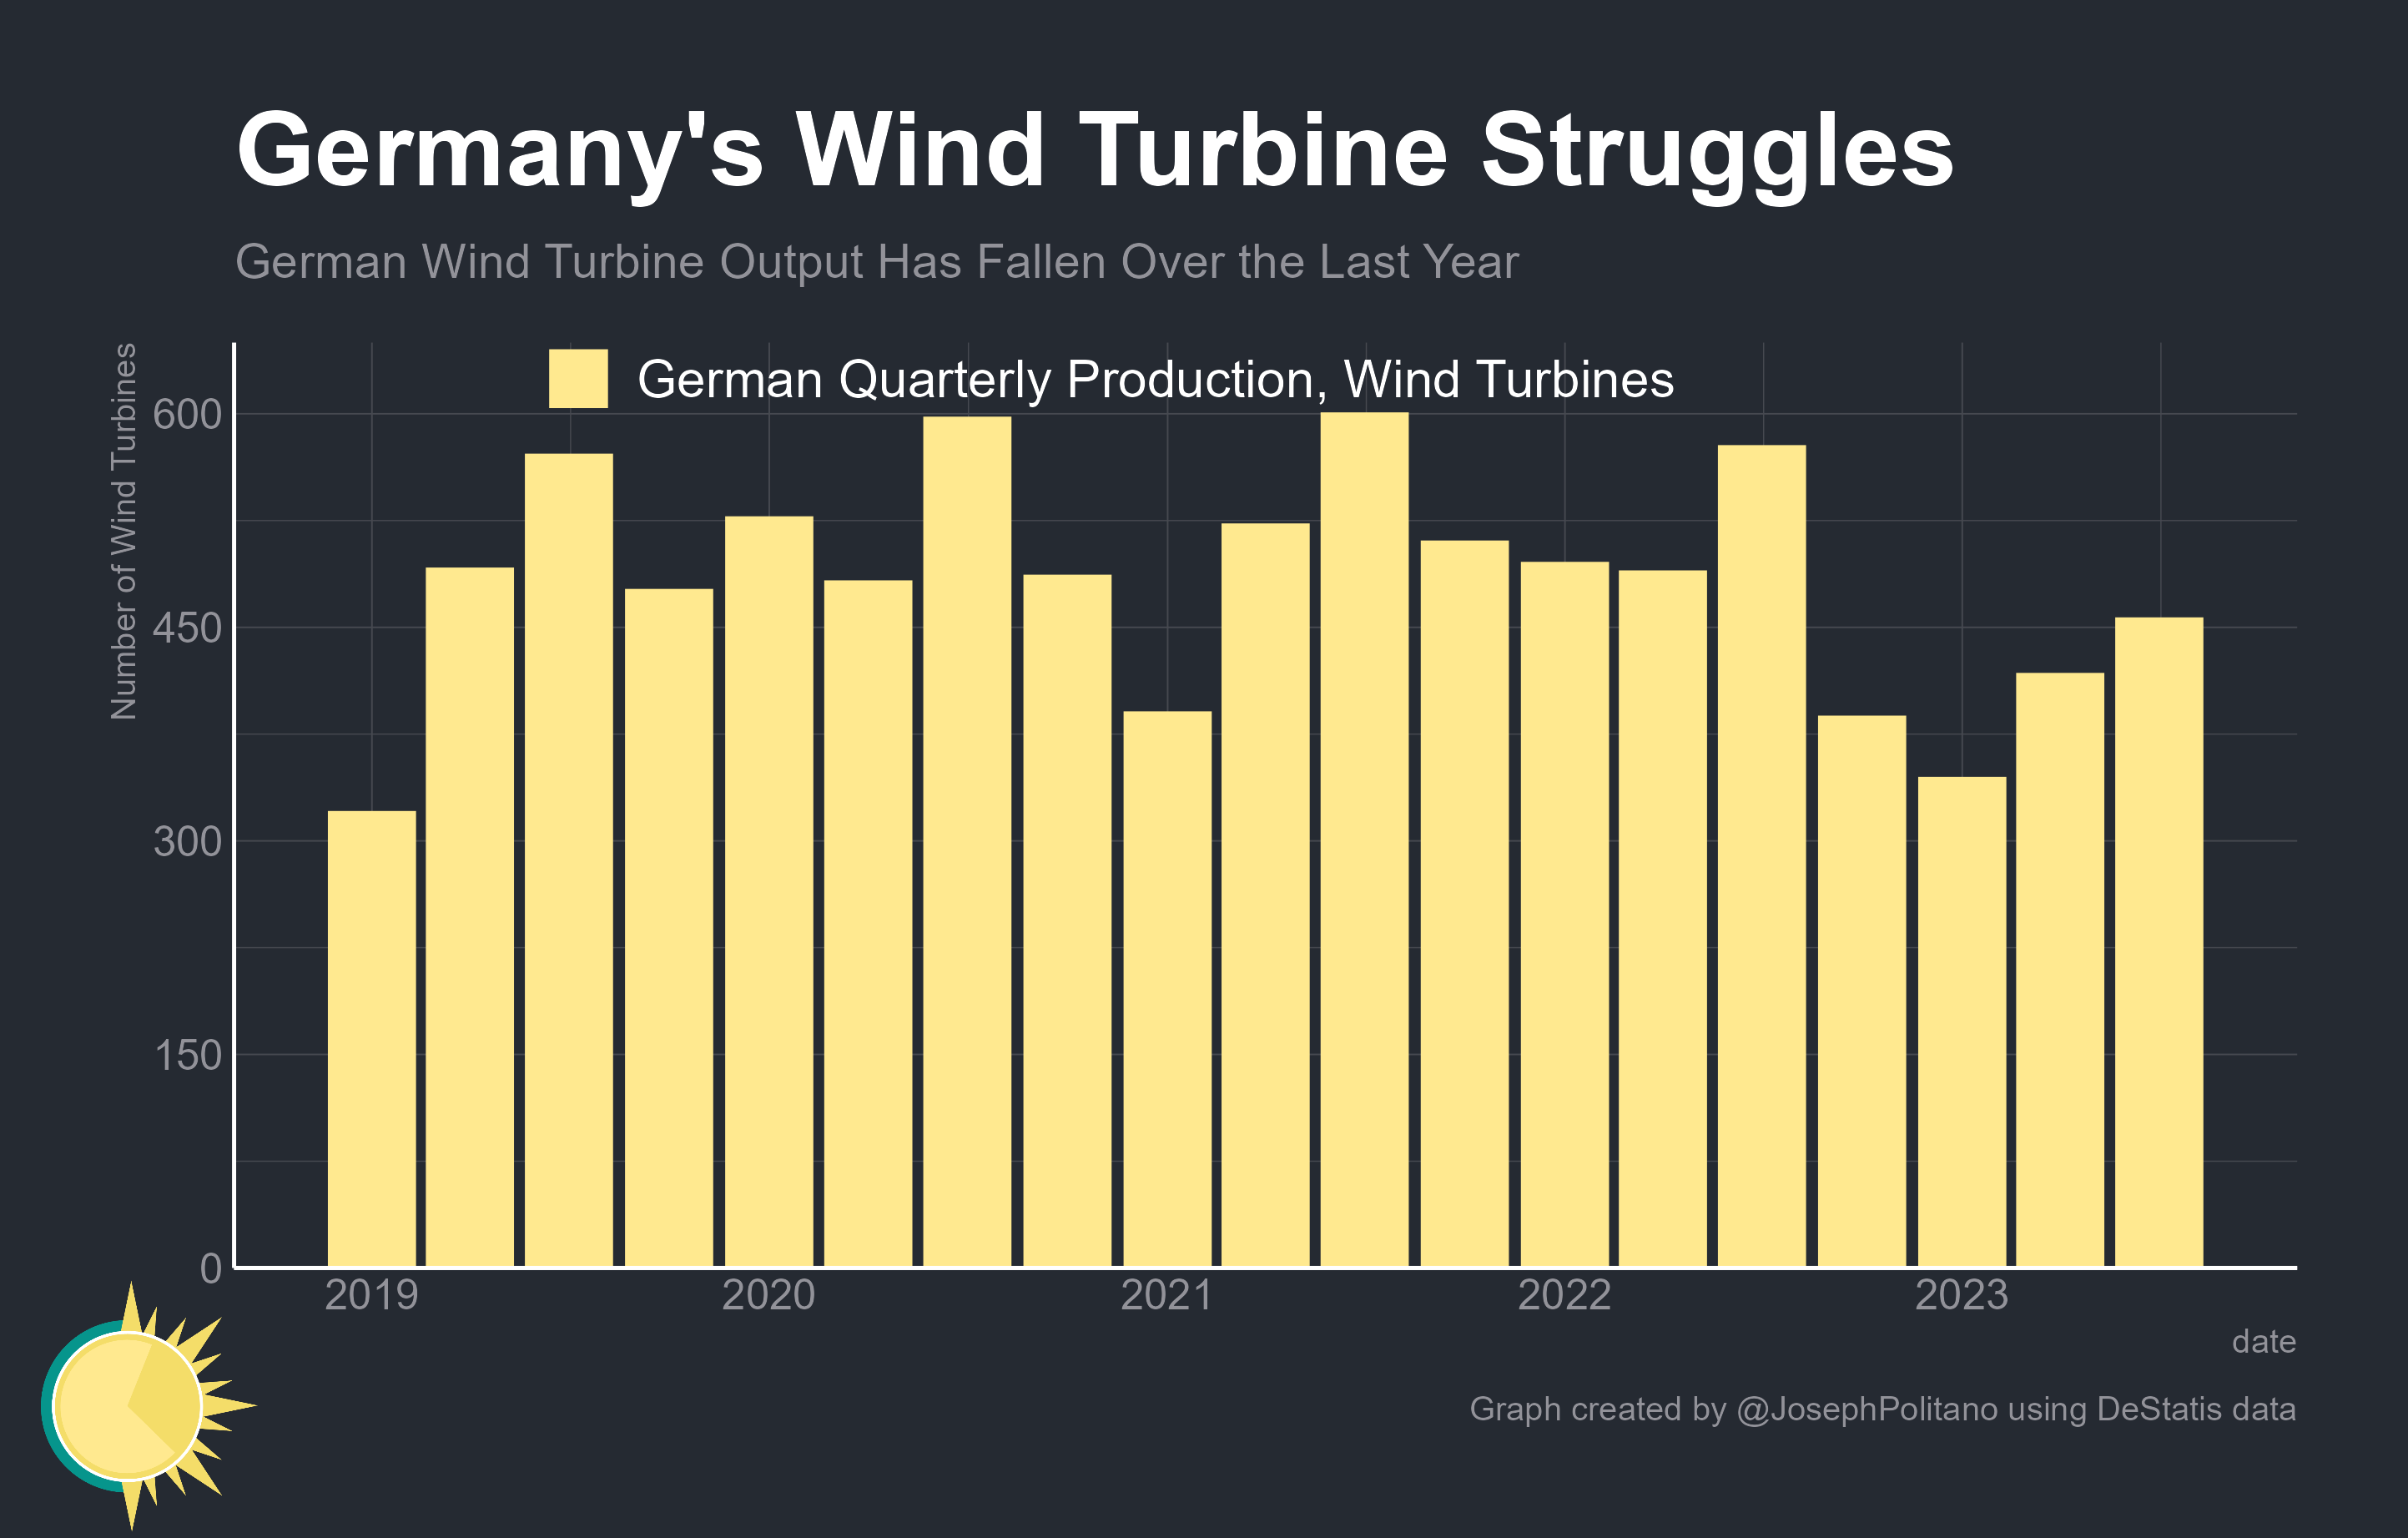 Germany's Wind Turbine Struggles
German Wind Turbine Output Has Fallen Over the Last Year
Number of Wind Turbines
German Quarterly Production, Wind Turbines
600
450
300
150
0
2019 2020 2021 2022 2023
date
Graph created by @JosephPolitano using DeStatis data